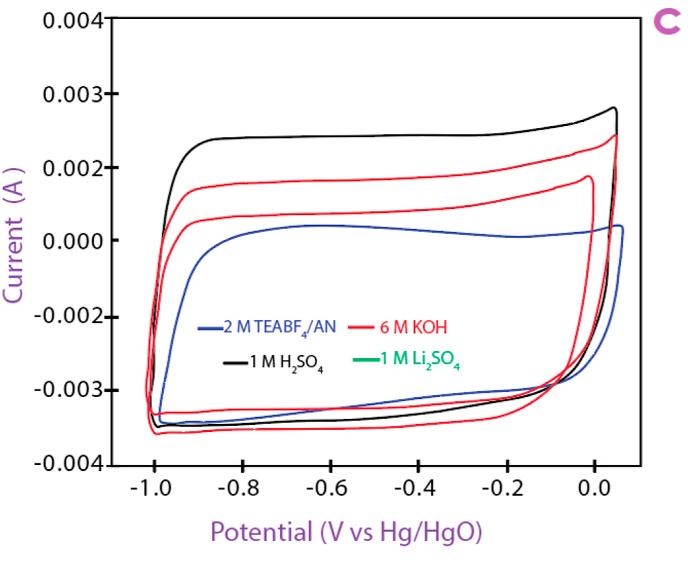 C
0.004
0.003
0.002
0.000
-0.002
-0.003
-0.004
Current (A)
2 M TEABF₄/AN
6 M KOH
1 M H₂SO₄
1 M Li₂SO₄
-1.0 -0.8 -0.6 -0.4 -0.2 0.0
Potential (V vs Hg/HgO)